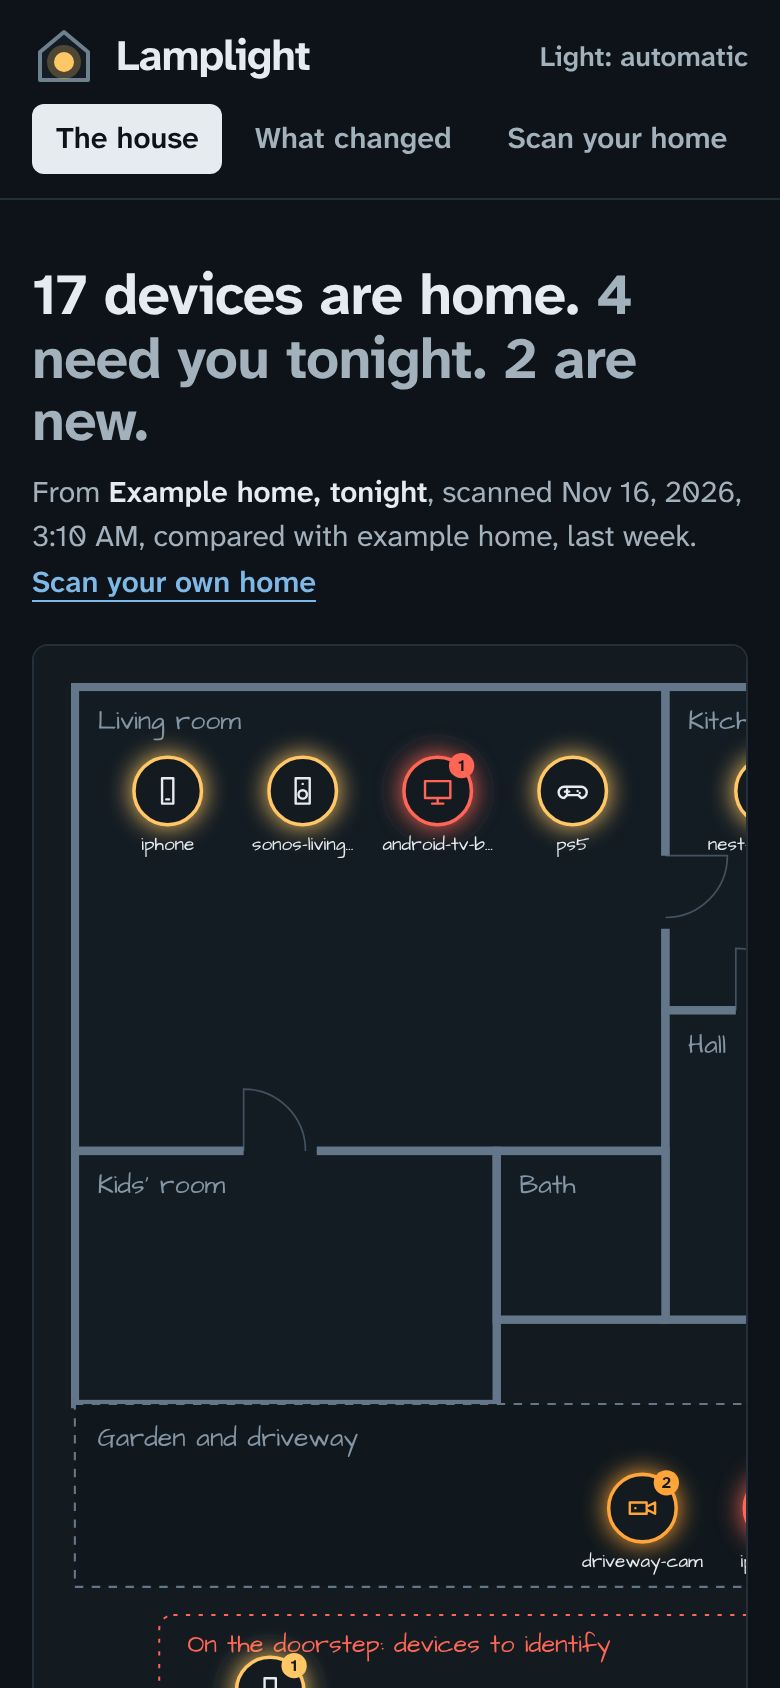 Lamplight
Light: automatic
The house
What changed
Scan your home
17 devices are home. 4
need you tonight. 2 are
new.
From Example home, tonight, scanned Nov 16, 2026,
3:10 AM, compared with example home, last week.
Scan your own home
Living room
Kitch
1
iphone
sonos-living...
android-tv-b...
ps5
nest-
Hall
Kids' room
Bath
Garden and driveway
2
driveway-cam
On the doorstep: devices to identify
1